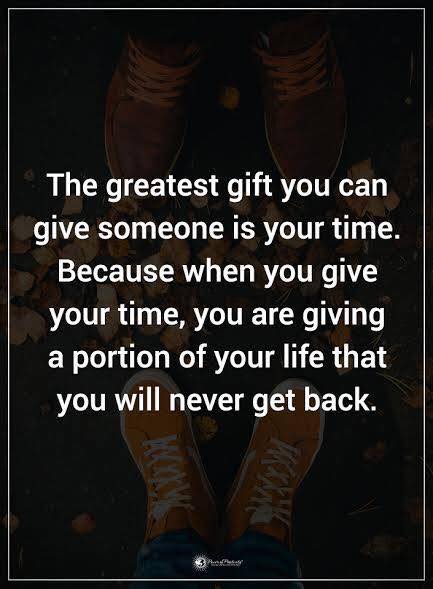 The greatest gift you can
give someone is your time.
Because when you give
your time, you are giving
a portion of your life that
you will never get back.
Power of Positivity